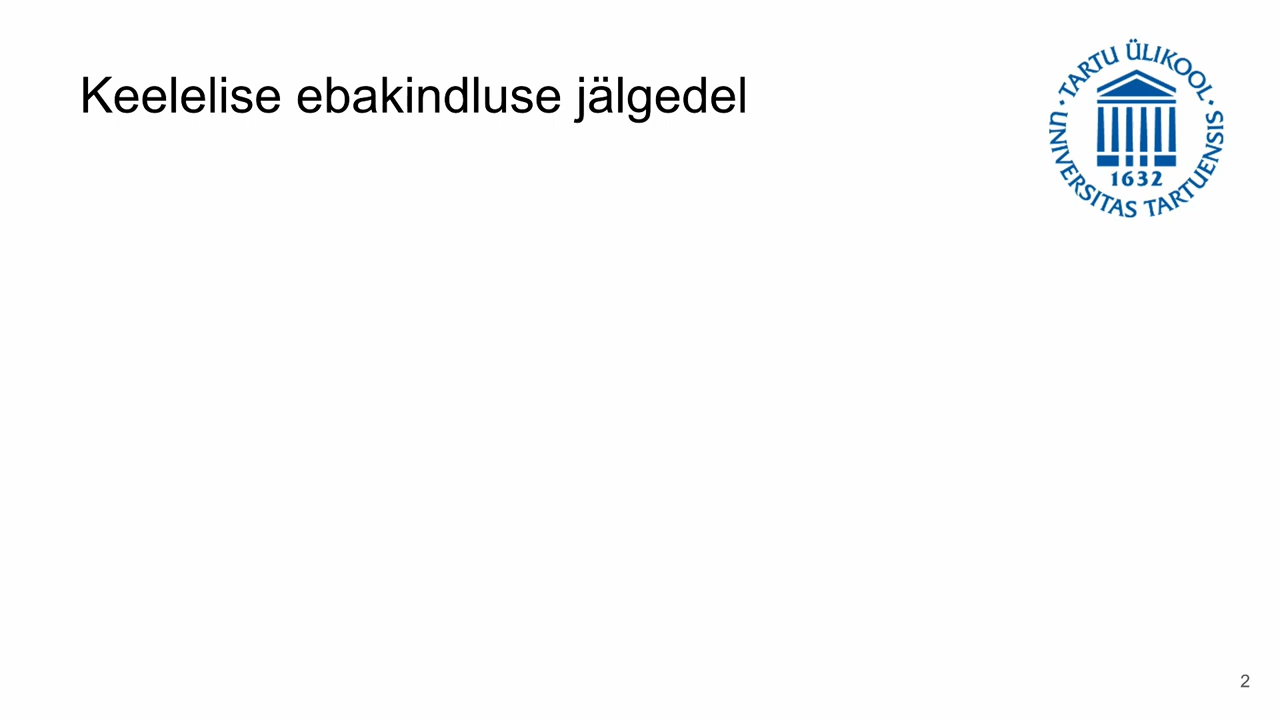 Keelelise ebakindluse jälgedel
· TARTU ÜLIKOOL ·
UNIVERSITAS TARTUENSIS
1632
2